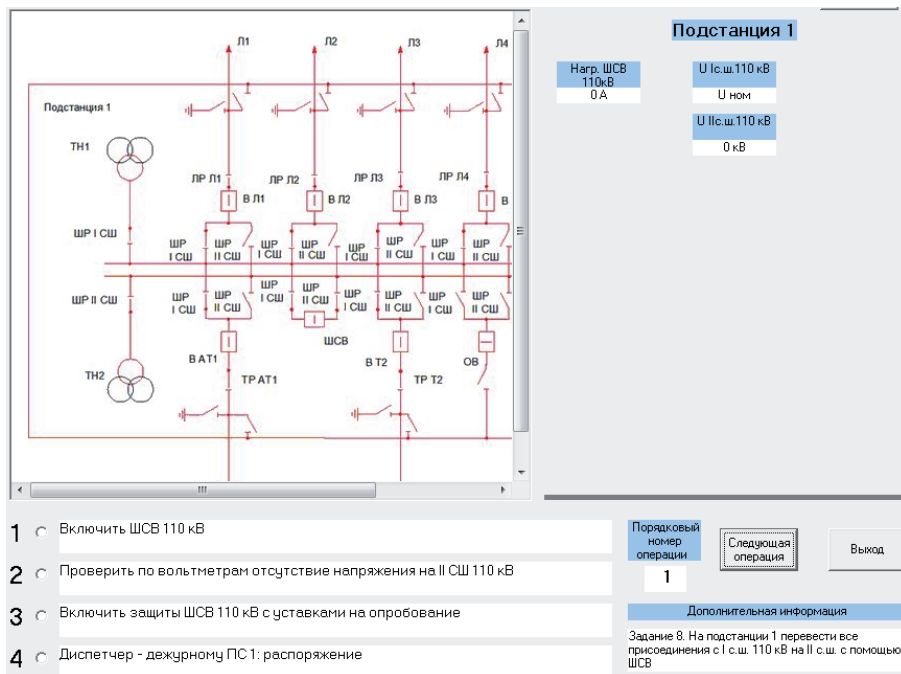 Подстанция 1
Нагр. ШСВ
110кВ
0 А
U Iс.ш.110 кВ
U ном
U IIс.ш.110 кВ
0 кВ
Л1 Л2 Л3 Л4
Подстанция 1
ТН1
ЛР Л1 ЛР Л2 ЛР Л3 ЛР Л4
В Л1 В Л2 В Л3 В
ШР I СШ
ШР ШР ШР ШР ШР ШР ШР
I СШ II СШ I СШ II СШ I СШ II СШ I СШ II СШ
ШР II СШ
ШР ШР ШР ШР ШР ШР ШР ШР
I СШ II СШ I СШ II СШ I СШ II СШ I СШ II СШ
ШСВ
В АТ1 В Т2 ОВ
ТН2
ТР АТ1 ТР Т2
1 Включить ШСВ 110 кВ
2 Проверить по вольтметрам отсутствие напряжения на II СШ 110 кВ
3 Включить защиты ШСВ 110 кВ с уставками на опробование
4 Диспетчер - дежурному ПС 1: распоряжение
Порядковый
номер
операции
1
Следующая
операция
Выход
Дополнительная информация
Задание 8. На подстанции 1 перевести все
присоединения с I с.ш. 110 кВ на II с.ш. с помощью
ШСВ